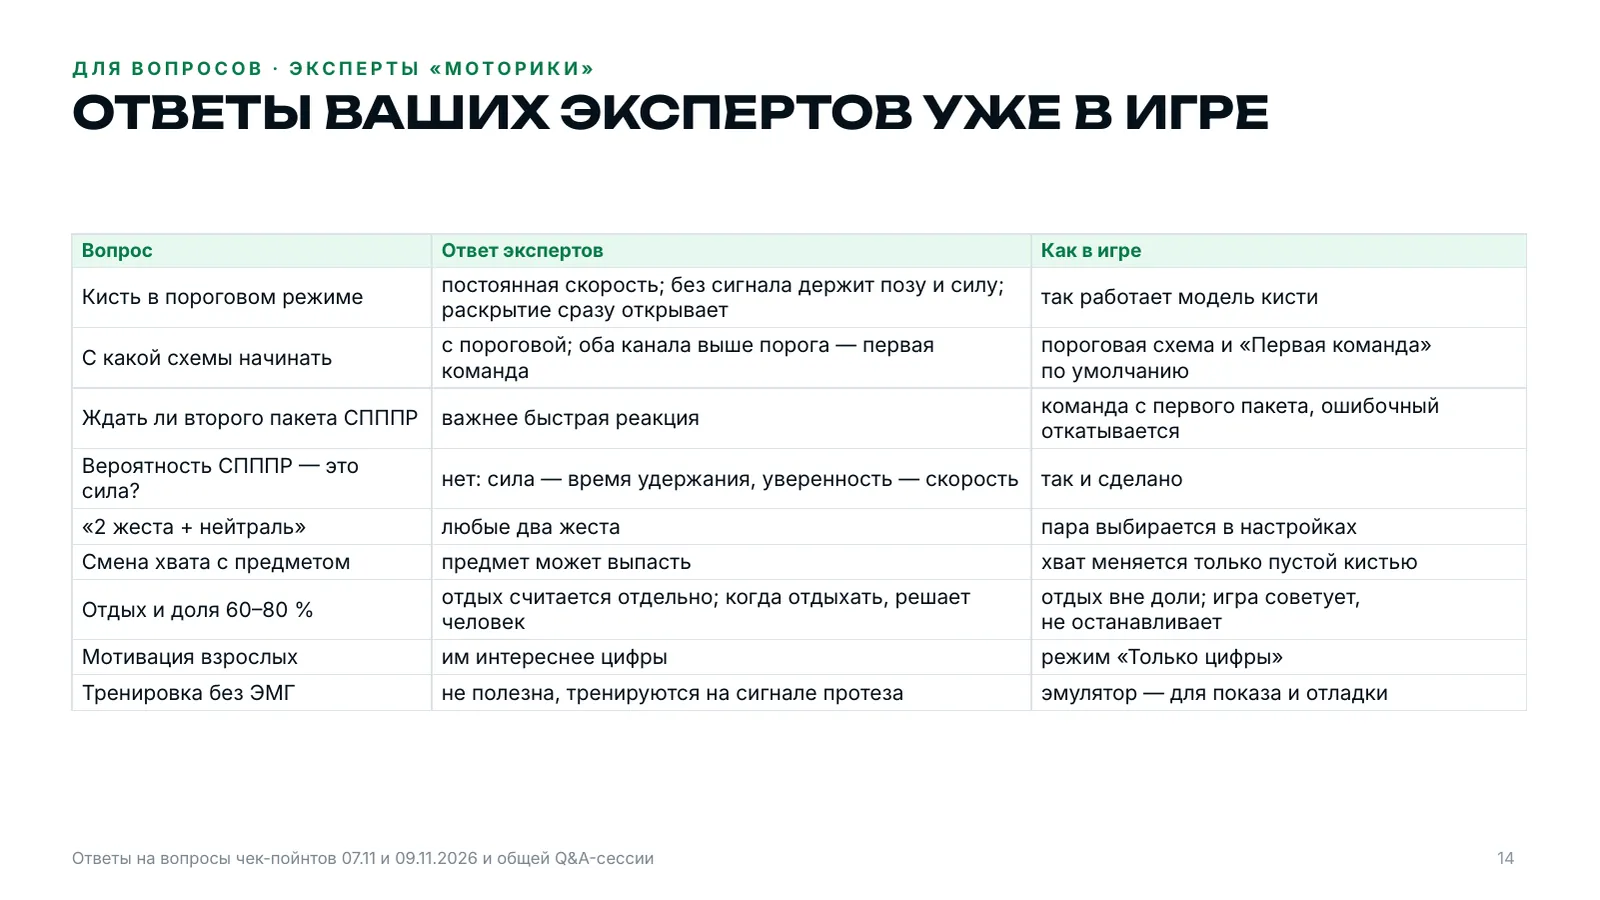 ДЛЯ ВОПРОСОВ · ЭКСПЕРТЫ «МОТОРИКИ»
ОТВЕТЫ ВАШИХ ЭКСПЕРТОВ УЖЕ В ИГРЕ
Вопрос
Ответ экспертов
Как в игре
Кисть в пороговом режиме
постоянная скорость; без сигнала держит позу и силу;
раскрытие сразу открывает
так работает модель кисти
С какой схемы начинать
с пороговой; оба канала выше порога — первая
команда
пороговая схема и «Первая команда»
по умолчанию
Ждать ли второго пакета СПППР
важнее быстрая реакция
команда с первого пакета, ошибочный
откатывается
Вероятность СПППР — это
сила?
нет: сила — время удержания, уверенность — скорость
так и сделано
«2 жеста + нейтраль»
любые два жеста
пара выбирается в настройках
Смена хвата с предметом
предмет может выпасть
хват меняется только пустой кистью
Отдых и доля 60–80 %
отдых считается отдельно; когда отдыхать, решает
человек
отдых вне доли; игра советует,
не останавливает
Мотивация взрослых
им интереснее цифры
режим «Только цифры»
Тренировка без ЭМГ
не полезна, тренируются на сигнале протеза
эмулятор — для показа и отладки
Ответы на вопросы чек-пойнтов 07.11 и 09.11.2026 и общей Q&A-сессии
14